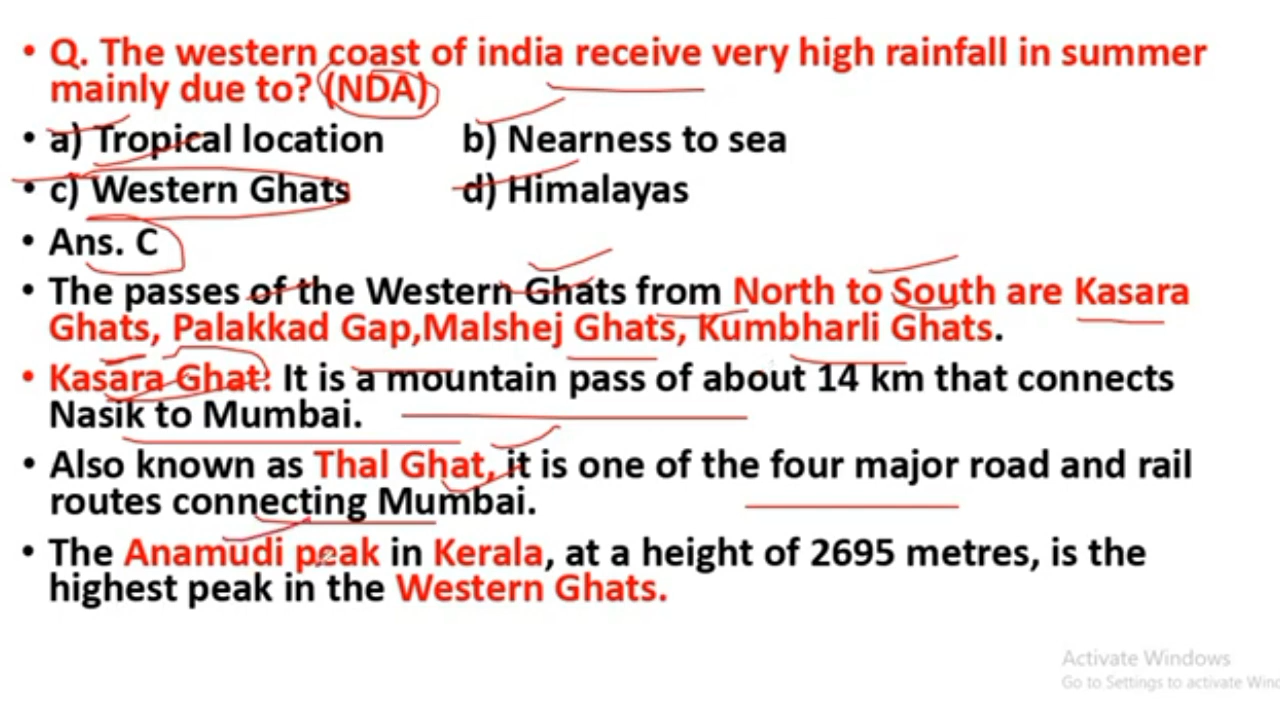 • Q. The western coast of india receive very high rainfall in summer
mainly due to? (NDA)
• a) Tropical location b) Nearness to sea
• c) Western Ghats d) Himalayas
• Ans. C
• The passes of the Western Ghats from North to South are Kasara
Ghats, Palakkad Gap,Malshej Ghats, Kumbharli Ghats.
• Kasara Ghat: It is a mountain pass of about 14 km that connects
Nasik to Mumbai.
• Also known as Thal Ghat, it is one of the four major road and rail
routes connecting Mumbai.
• The Anamudi peak in Kerala, at a height of 2695 metres, is the
highest peak in the Western Ghats.
Activate Windows
Go to Settings to activate Wind